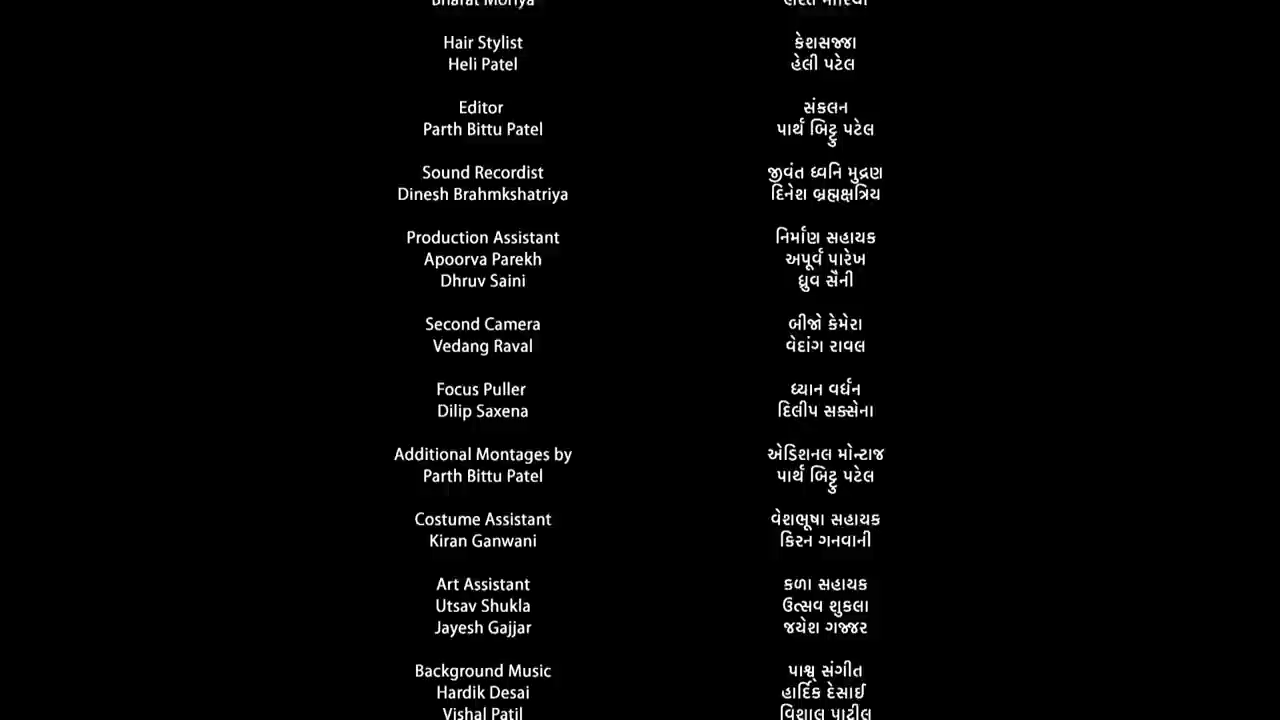 Bharat Moriya
Hair Stylist
Heli Patel
Editor
Parth Bittu Patel
Sound Recordist
Dinesh Brahmkshatriya
Production Assistant
Apoorva Parekh
Dhruv Saini
Second Camera
Vedang Raval
Focus Puller
Dilip Saxena
Additional Montages by
Parth Bittu Patel
Costume Assistant
Kiran Ganwani
Art Assistant
Utsav Shukla
Jayesh Gajjar
Background Music
Hardik Desai
Vishal Patil
કેશસજ્જા
હેલી પટેલ
સંકલન
પાર્થ બિટ્ટુ પટેલ
જીવંત ધ્વનિ મુદ્રણ
દિનેશ બ્રહ્મક્ષત્રિય
નિર્માણ સહાયક
અપૂર્વ પારેખ
ધ્રુવ સૈની
બીજો કેમેરા
વેદાંગ રાવલ
ધ્યાન વર્ધન
દિલીપ સક્સેના
એડિશનલ મોન્ટાજ
પાર્થ બિટ્ટુ પટેલ
વેશભૂષા સહાયક
કિરન ગનવાની
કળા સહાયક
ઉત્સવ શુકલા
જયેશ ગજ્જર
પાશ્વ સંગીત
હાર્દિક દેસાઈ
વિશાલ પાટીલ